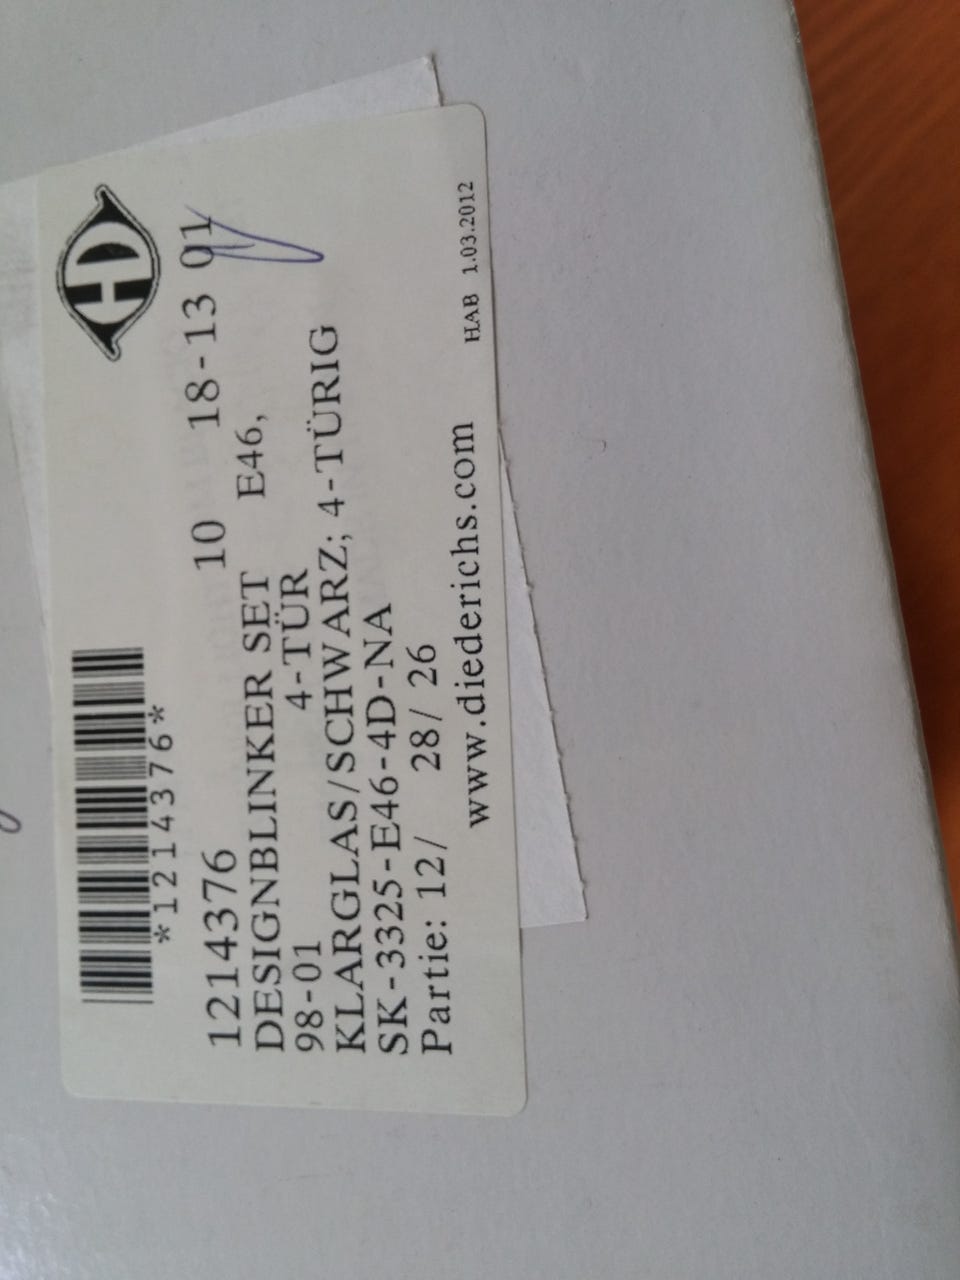 HD
*1214376*
1214376 10 18-13 01
DESIGNBLINKER SET E46,
98-01 4-TÜR
KLARGLAS/SCHWARZ; 4-TÜRIG
SK-3325-E46-4D-NA
Partie: 12/ 28/ 26
www.diederichs.com HAB 1.03.2012